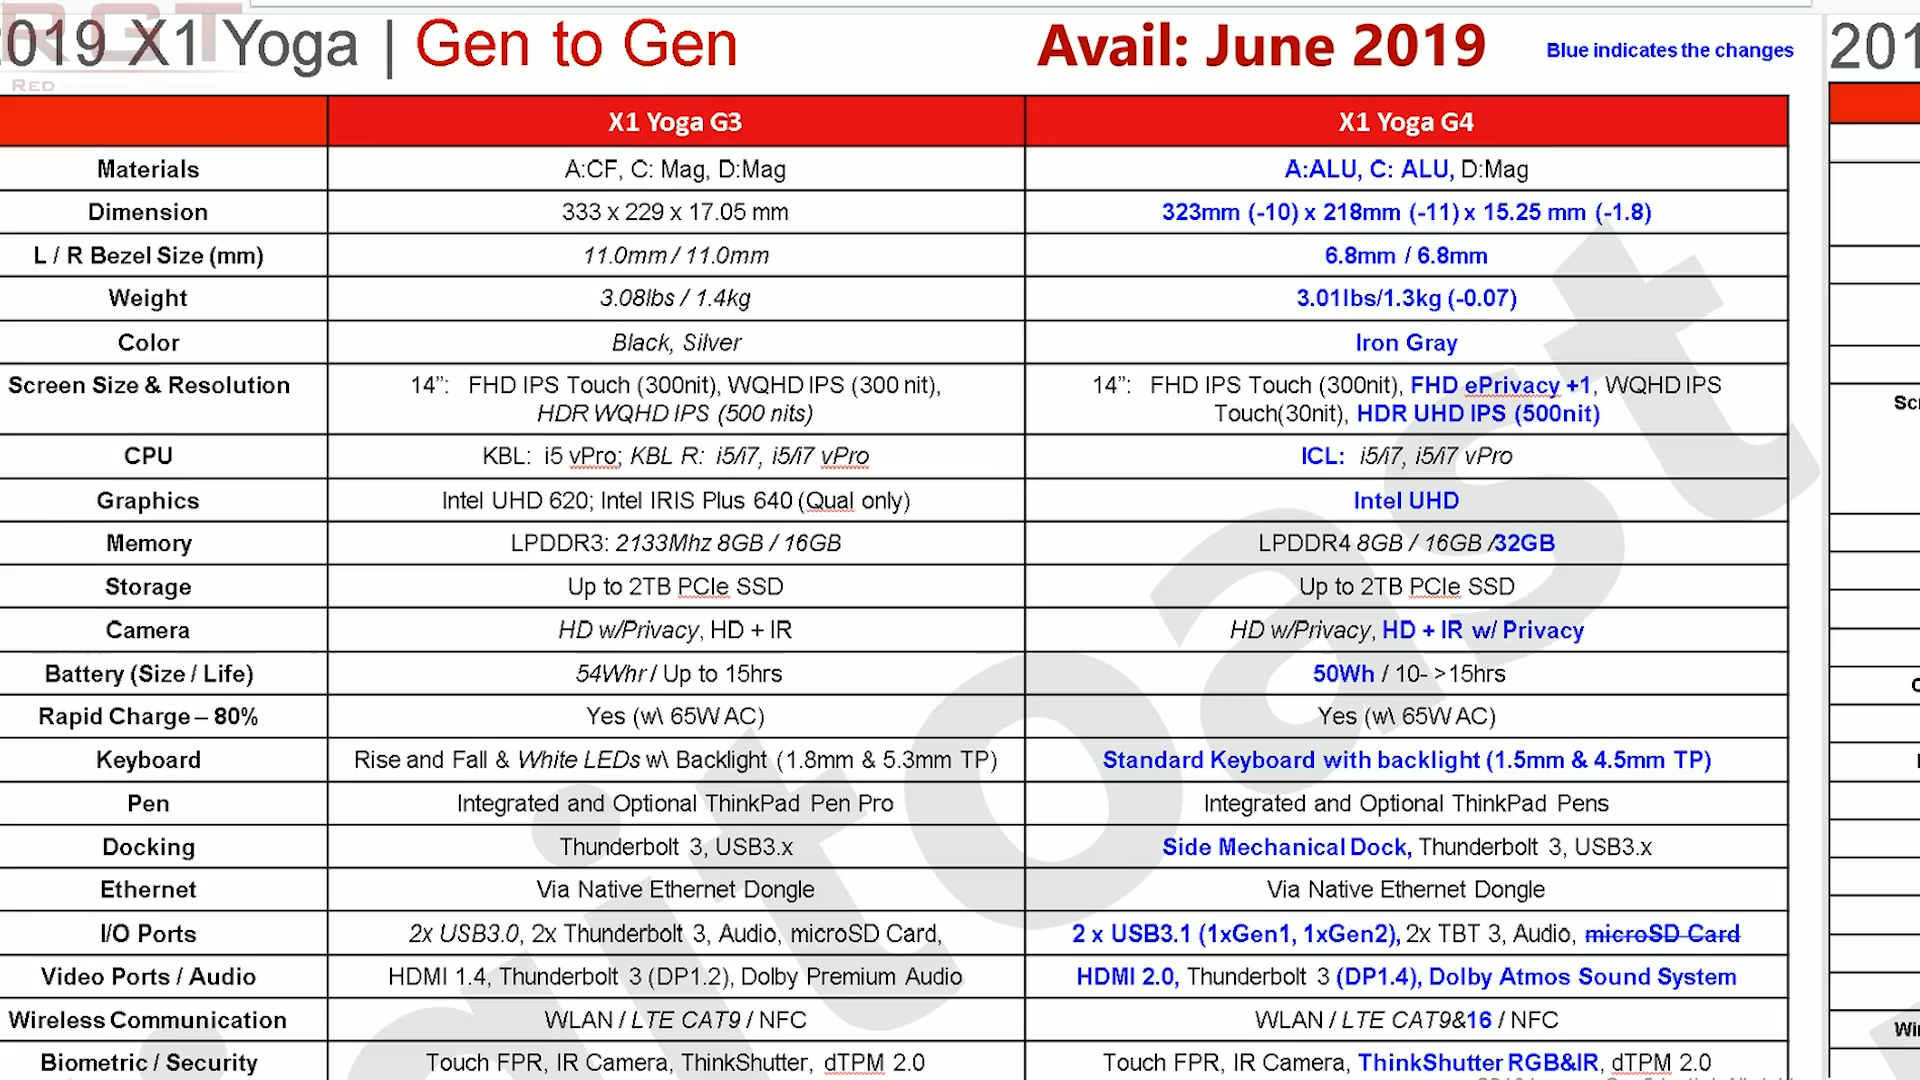 RGT
RED
2019 X1 Yoga | Gen to Gen
Avail: June 2019
Blue indicates the changes
201
X1 Yoga G3 X1 Yoga G4
Materials A:CF, C: Mag, D:Mag A:ALU, C: ALU, D:Mag
Dimension 333 x 229 x 17.05 mm 323mm (-10) x 218mm (-11) x 15.25 mm (-1.8)
L / R Bezel Size (mm) 11.0mm / 11.0mm 6.8mm / 6.8mm
Weight 3.08lbs / 1.4kg 3.01lbs/1.3kg (-0.07)
Color Black, Silver Iron Gray
Screen Size & Resolution 14”: FHD IPS Touch (300nit), WQHD IPS (300 nit), 14”: FHD IPS Touch (300nit), FHD ePrivacy +1, WQHD IPS
HDR WQHD IPS (500 nits) Touch(30nit), HDR UHD IPS (500nit)
CPU KBL: i5 vPro; KBL R: i5/i7, i5/i7 vPro ICL: i5/i7, i5/i7 vPro
Graphics Intel UHD 620; Intel IRIS Plus 640 (Qual only) Intel UHD
Memory LPDDR3: 2133Mhz 8GB / 16GB LPDDR4 8GB / 16GB /32GB
Storage Up to 2TB PCIe SSD Up to 2TB PCIe SSD
Camera HD w/Privacy, HD + IR HD w/Privacy, HD + IR w/ Privacy
Battery (Size / Life) 54Whr / Up to 15hrs 50Wh / 10- >15hrs
Rapid Charge – 80% Yes (w\ 65W AC) Yes (w\ 65W AC)
Keyboard Rise and Fall & White LEDs w\ Backlight (1.8mm & 5.3mm TP) Standard Keyboard with backlight (1.5mm & 4.5mm TP)
Pen Integrated and Optional ThinkPad Pen Pro Integrated and Optional ThinkPad Pens
Docking Thunderbolt 3, USB3.x Side Mechanical Dock, Thunderbolt 3, USB3.x
Ethernet Via Native Ethernet Dongle Via Native Ethernet Dongle
I/O Ports 2x USB3.0, 2x Thunderbolt 3, Audio, microSD Card, 2 x USB3.1 (1xGen1, 1xGen2), 2x TBT 3, Audio, microSD Card
Video Ports / Audio HDMI 1.4, Thunderbolt 3 (DP1.2), Dolby Premium Audio HDMI 2.0, Thunderbolt 3 (DP1.4), Dolby Atmos Sound System
Wireless Communication WLAN / LTE CAT9 / NFC WLAN / LTE CAT9&16 / NFC
Biometric / Security Touch FPR, IR Camera, ThinkShutter, dTPM 2.0 Touch FPR, IR Camera, ThinkShutter RGB&IR, dTPM 2.0